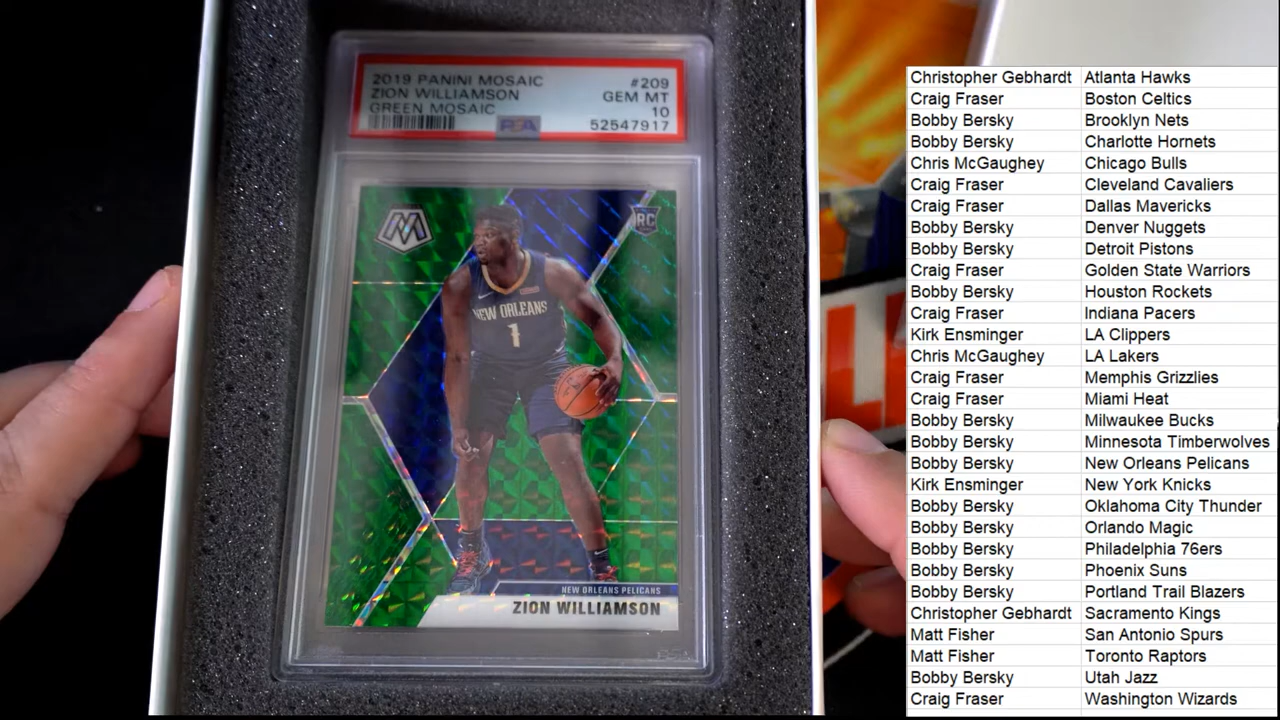 2019 PANINI MOSAIC #209
ZION WILLIAMSON GEM MT
GREEN MOSAIC 10
PSA 52547917
M RC
NEW ORLEANS
1
NEW ORLEANS PELICANS
ZION WILLIAMSON
Christopher Gebhardt Atlanta Hawks
Craig Fraser Boston Celtics
Bobby Bersky Brooklyn Nets
Bobby Bersky Charlotte Hornets
Chris McGaughey Chicago Bulls
Craig Fraser Cleveland Cavaliers
Craig Fraser Dallas Mavericks
Bobby Bersky Denver Nuggets
Bobby Bersky Detroit Pistons
Craig Fraser Golden State Warriors
Bobby Bersky Houston Rockets
Craig Fraser Indiana Pacers
Kirk Ensminger LA Clippers
Chris McGaughey LA Lakers
Craig Fraser Memphis Grizzlies
Craig Fraser Miami Heat
Bobby Bersky Milwaukee Bucks
Bobby Bersky Minnesota Timberwolves
Bobby Bersky New Orleans Pelicans
Kirk Ensminger New York Knicks
Bobby Bersky Oklahoma City Thunder
Bobby Bersky Orlando Magic
Bobby Bersky Philadelphia 76ers
Bobby Bersky Phoenix Suns
Bobby Bersky Portland Trail Blazers
Christopher Gebhardt Sacramento Kings
Matt Fisher San Antonio Spurs
Matt Fisher Toronto Raptors
Bobby Bersky Utah Jazz
Craig Fraser Washington Wizards